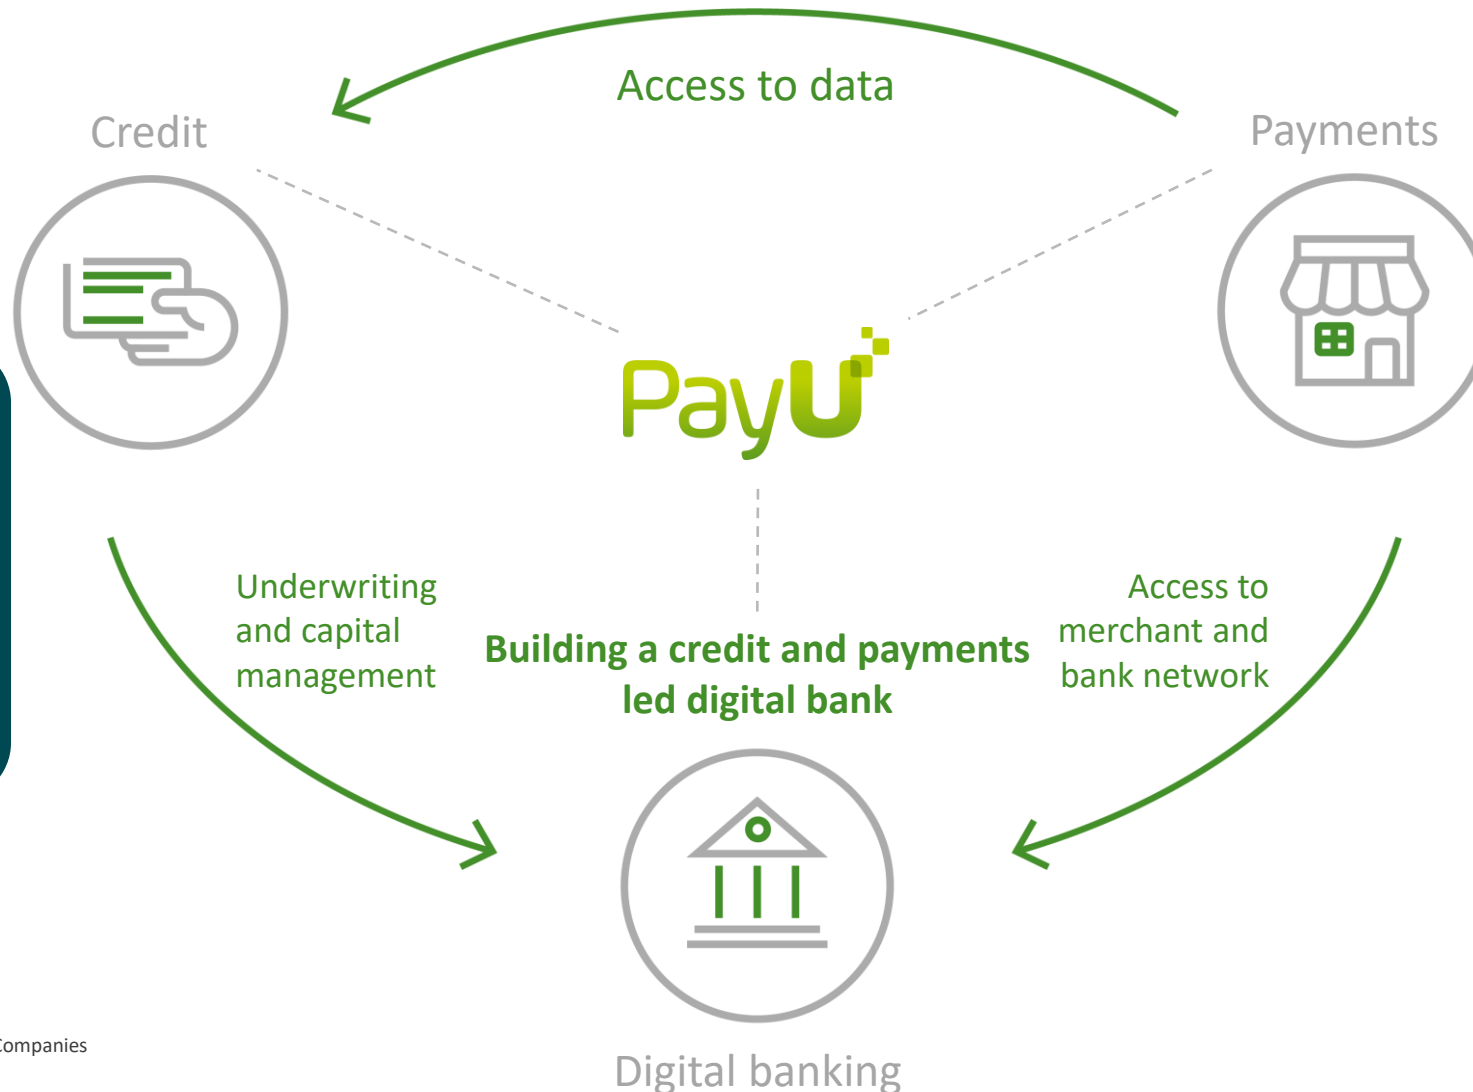 Access to data
Credit
Payments
PayU
Underwriting
and capital
management
Access to
merchant and
bank network
Building a credit and payments
led digital bank
Companies
Digital banking